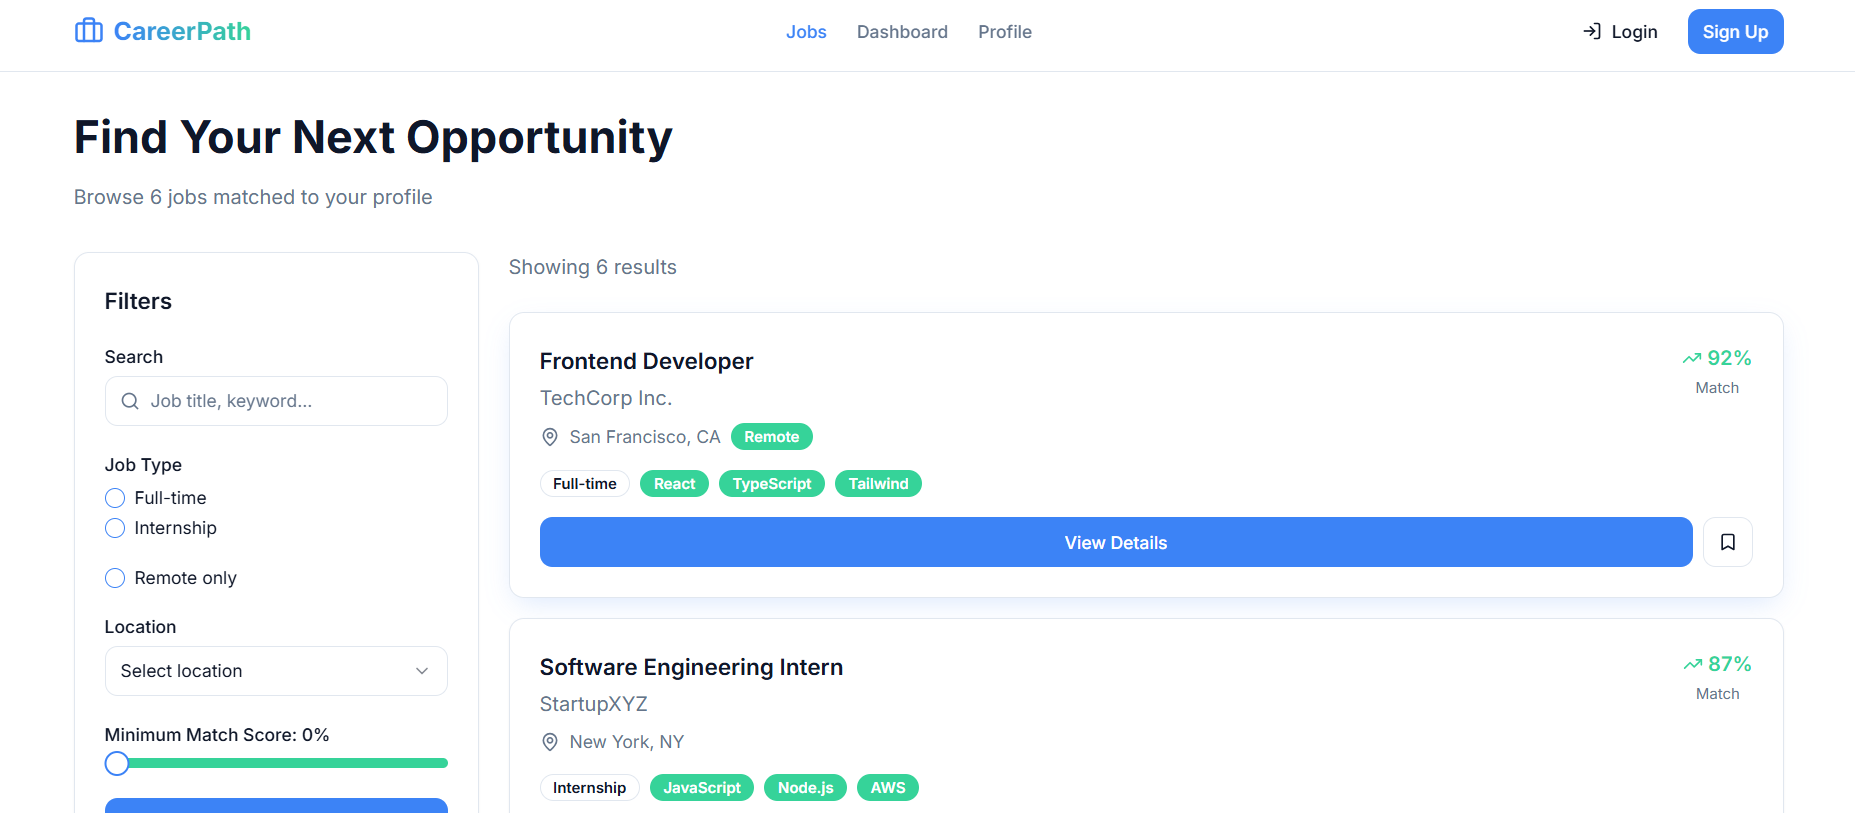 CareerPath
Jobs Dashboard Profile
Login
Sign Up
Find Your Next Opportunity
Browse 6 jobs matched to your profile
Filters
Search
Job title, keyword...
Job Type
Full-time
Internship
Remote only
Location
Select location
Minimum Match Score: 0%
Showing 6 results
Frontend Developer
92%
Match
TechCorp Inc.
San Francisco, CA Remote
Full-time React TypeScript Tailwind
View Details
Software Engineering Intern
87%
Match
StartupXYZ
New York, NY
Internship JavaScript Node.js AWS